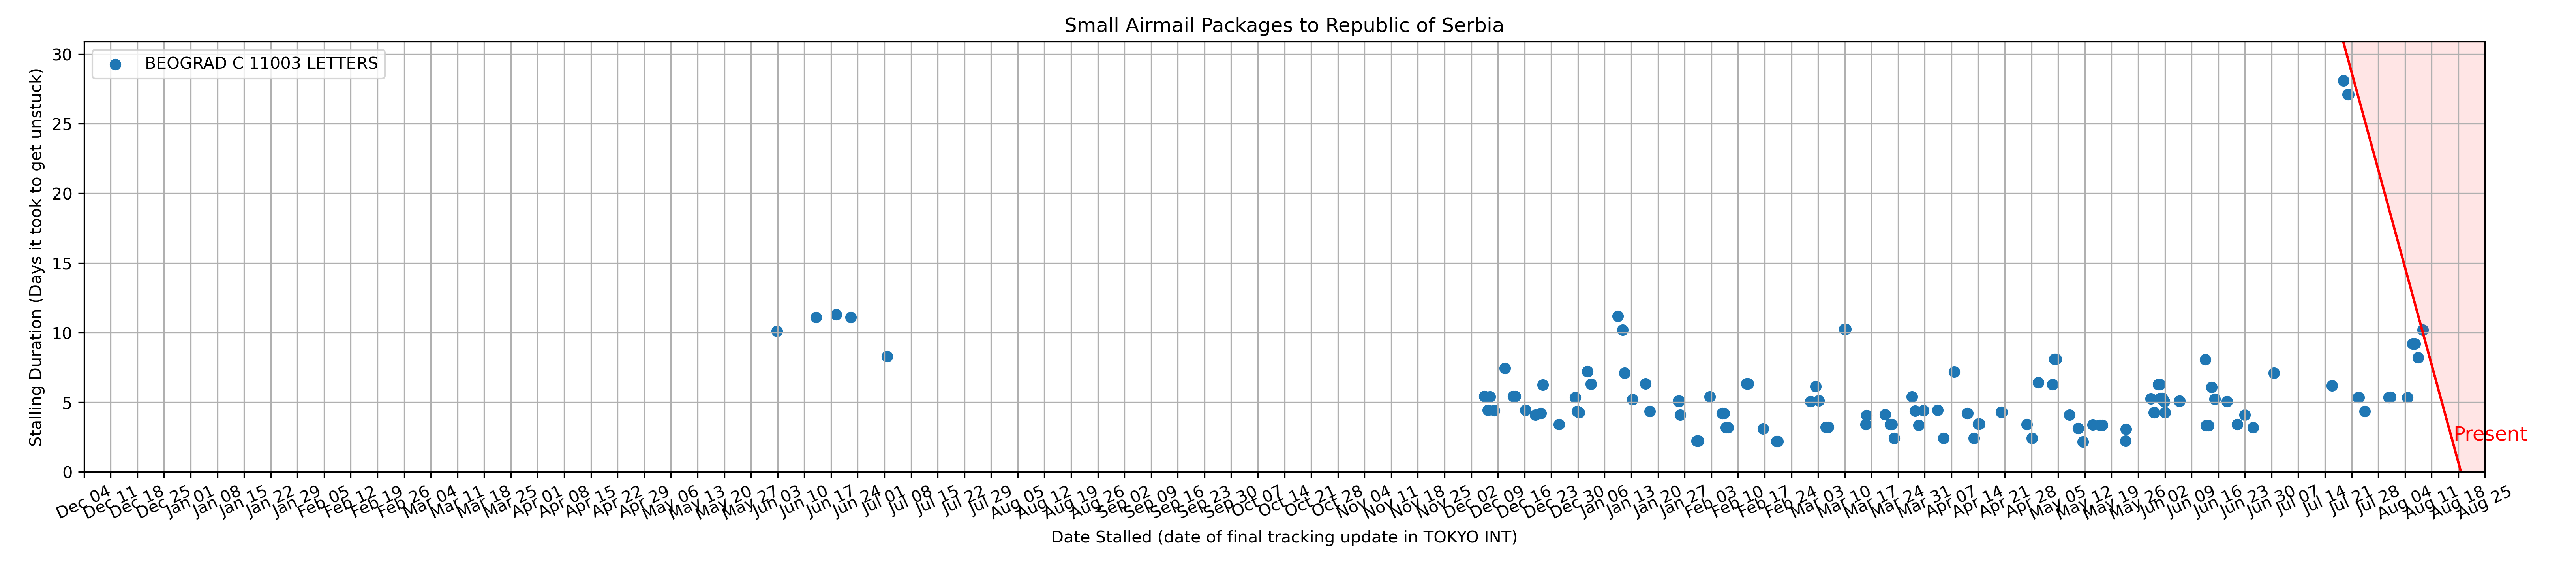 Small Airmail Packages to Republic of Serbia
BEOGRAD C 11003 LETTERS
Stalling Duration (Days it took to get unstuck)
30
25
20
15
10
5
0
Present
Dec 04
Dec 11
Dec 18
Dec 25
Jan 01
Jan 08
Jan 15
Jan 22
Jan 29
Feb 05
Feb 12
Feb 19
Feb 26
Mar 04
Mar 11
Mar 18
Mar 25
Apr 01
Apr 08
Apr 15
Apr 22
Apr 29
May 06
May 13
May 20
May 27
Jun 03
Jun 10
Jun 17
Jun 24
Jul 01
Jul 08
Jul 15
Jul 22
Jul 29
Aug 05
Aug 12
Aug 19
Aug 26
Sep 02
Sep 09
Sep 16
Sep 23
Sep 30
Oct 07
Oct 14
Oct 21
Oct 28
Nov 04
Nov 11
Nov 18
Nov 25
Dec 02
Dec 09
Dec 16
Dec 23
Dec 30
Jan 06
Jan 13
Jan 20
Jan 27
Feb 03
Feb 10
Feb 17
Feb 24
Mar 03
Mar 10
Mar 17
Mar 24
Mar 31
Apr 07
Apr 14
Apr 21
Apr 28
May 05
May 12
May 19
May 26
Jun 02
Jun 09
Jun 16
Jun 23
Jun 30
Jul 07
Jul 14
Jul 21
Jul 28
Aug 04
Aug 11
Aug 18
Aug 25
Date Stalled (date of final tracking update in TOKYO INT)